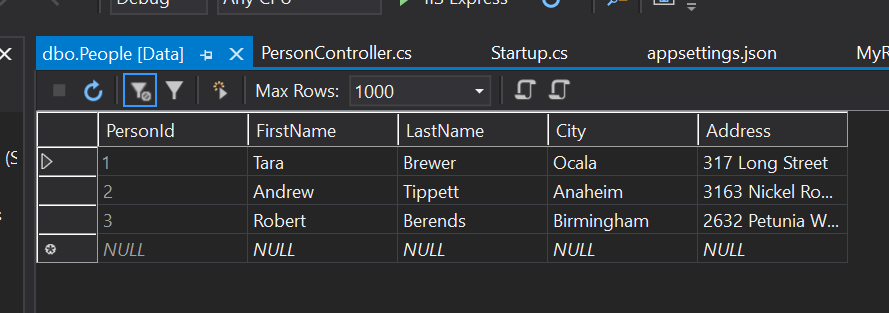 Debug Any CPU IIS Express
dbo.People [Data] PersonController.cs Startup.cs appsettings.json MyR
Max Rows: 1000
PersonId FirstName LastName City Address
(S 1 Tara Brewer Ocala 317 Long Street
2 Andrew Tippett Anaheim 3163 Nickel Ro...
3 Robert Berends Birmingham 2632 Petunia W...
NULL NULL NULL NULL NULL